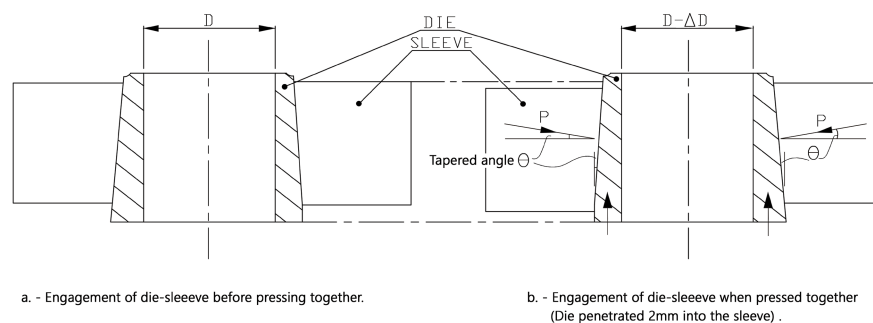 D
DIE
D-ΔD
SLEEVE
P
P
Tapered angle Θ
Θ
a. - Engagement of die-sleeeve before pressing together.
b. - Engagement of die-sleeeve when pressed together
(Die penetrated 2mm into the sleeve) .